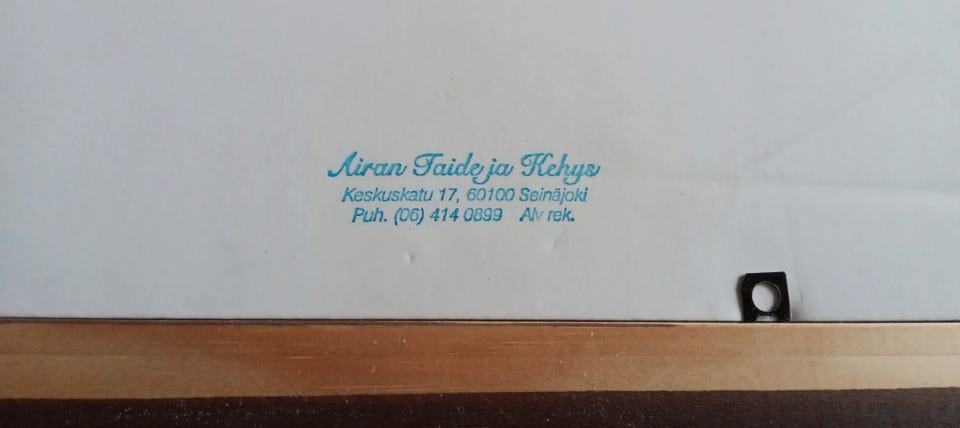 Airan Taide ja Kehys
Keskuskatu 17, 60100 Seinäjoki
Puh. (06) 414 0899 Alv rek.